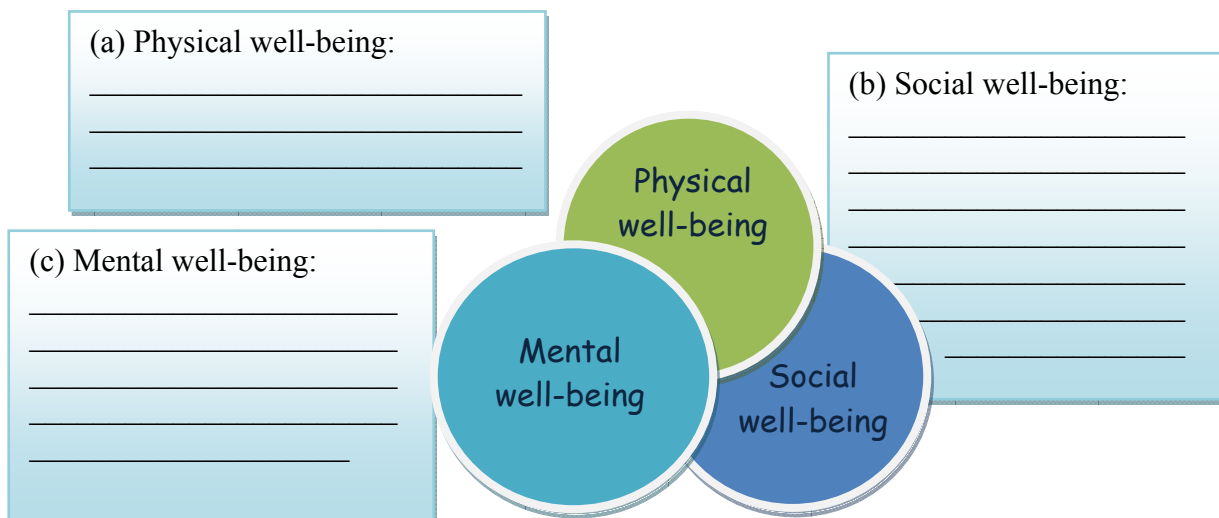 (a) Physical well-being:
(b) Social well-being:
(c) Mental well-being:
Physical
well-being
Mental
well-being
Social
well-being